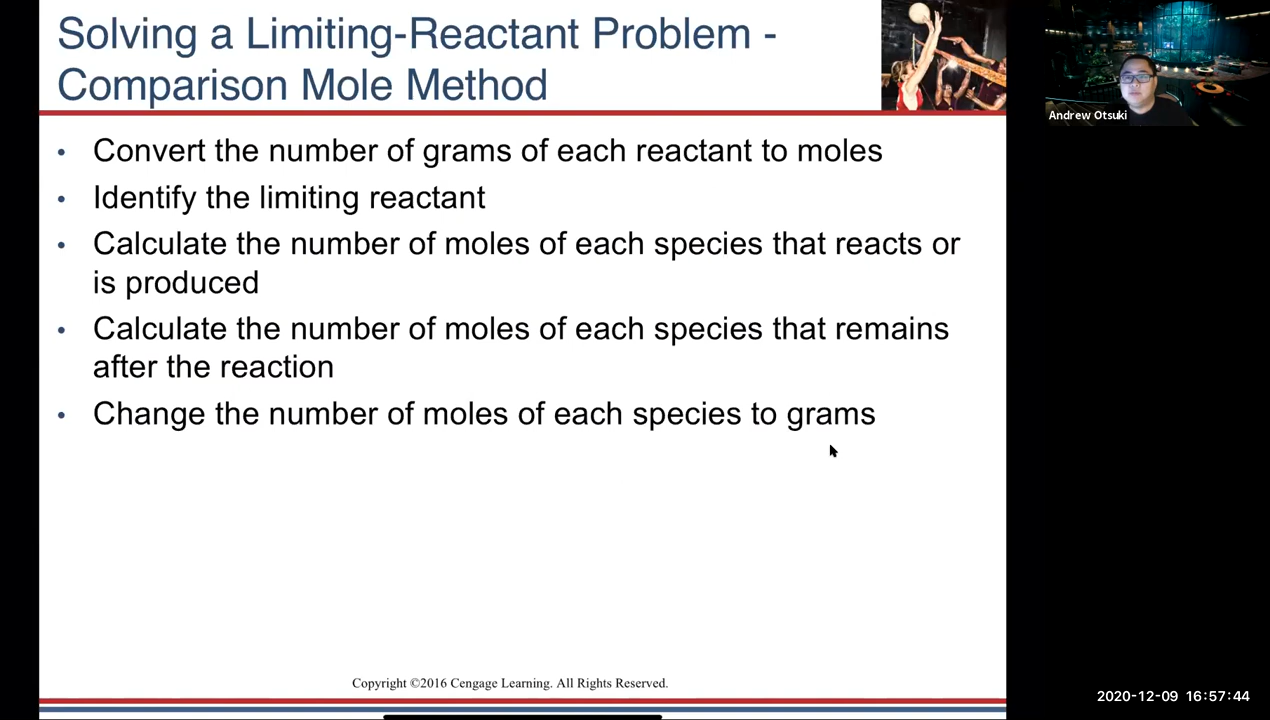 Solving a Limiting-Reactant Problem -
Comparison Mole Method
• Convert the number of grams of each reactant to moles
• Identify the limiting reactant
• Calculate the number of moles of each species that reacts or
is produced
• Calculate the number of moles of each species that remains
after the reaction
• Change the number of moles of each species to grams
Copyright ©2016 Cengage Learning. All Rights Reserved.
Andrew Otsuki
2020-12-09 16:57:44